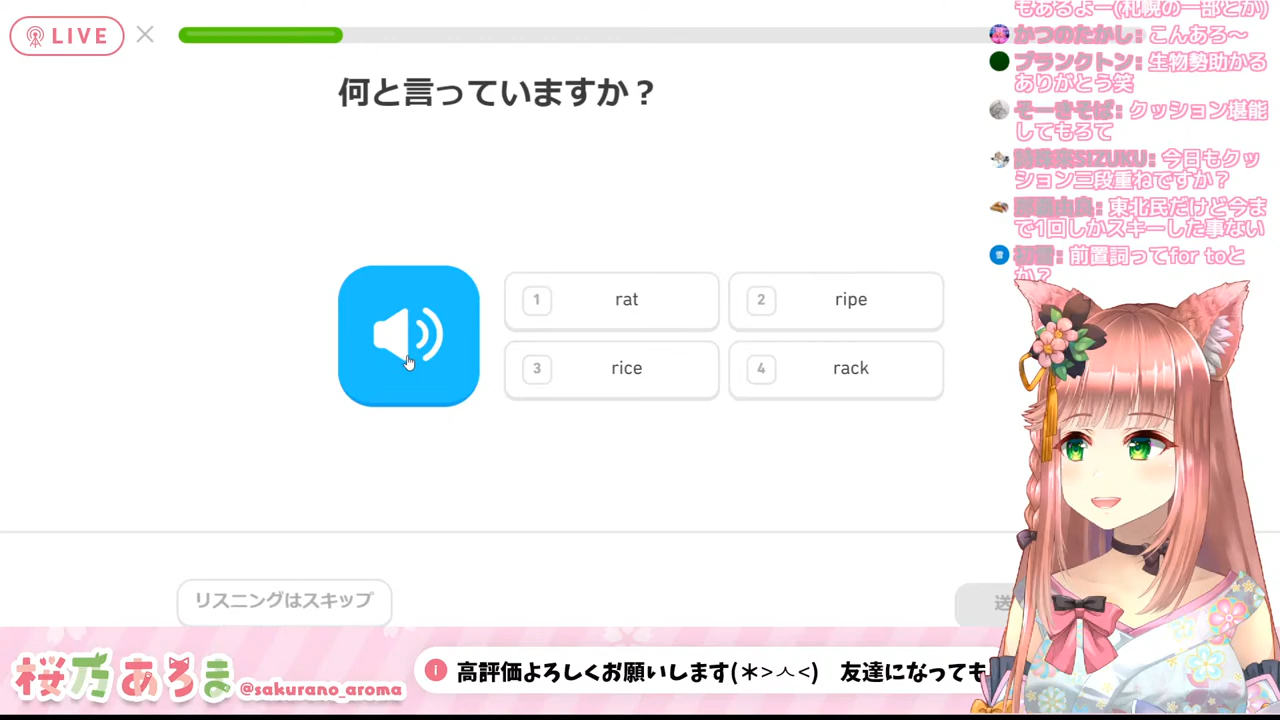 LIVE
何と言っていますか？
1 rat
2 ripe
3 rice
4 rack
リスニングはスキップ
送
もあるよー(札幌の一部とか)
かつのたかし: こんあろ～
プランクトン: 生物勢助かる
ありがとう笑
そーきそば: クッション堪能
してもろて
SIZUKU: 今日もクッ
ション三段重ねですか？
東北民だけど今ま
で1回しかスキーした事ない
雪
: 前置詞ってfor toと
か？
桜乃あろま
@sakurano_aroma
! 高評価よろしくお願いします(＊>ㅅ<) 友達になっても